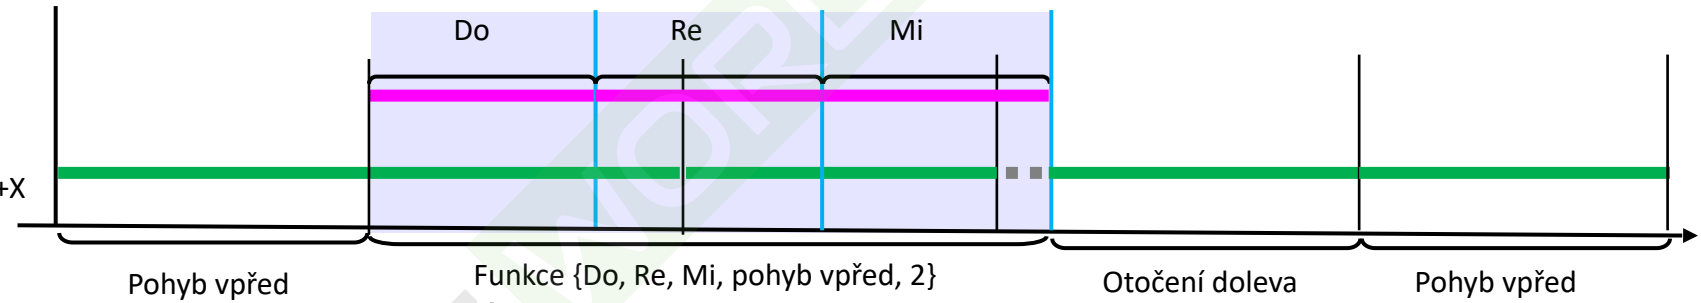 Do Re Mi
+X
Funkce {Do, Re, Mi, pohyb vpřed, 2}
Pohyb vpřed Otočení doleva Pohyb vpřed